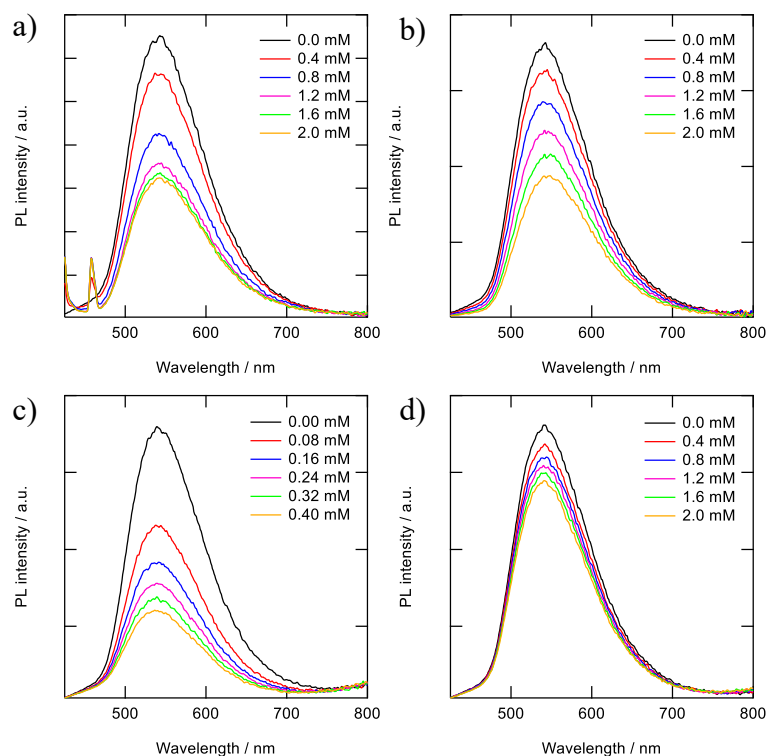 a)
0.0 mM
0.4 mM
0.8 mM
1.2 mM
1.6 mM
2.0 mM
PL intensity / a.u.
500 600 700 800
Wavelength / nm
b)
0.0 mM
0.4 mM
0.8 mM
1.2 mM
1.6 mM
2.0 mM
PL intensity / a.u.
500 600 700 800
Wavelength / nm
c)
0.00 mM
0.08 mM
0.16 mM
0.24 mM
0.32 mM
0.40 mM
PL intensity / a.u.
500 600 700 800
Wavelength / nm
d)
0.0 mM
0.4 mM
0.8 mM
1.2 mM
1.6 mM
2.0 mM
PL intensity / a.u.
500 600 700 800
Wavelength / nm